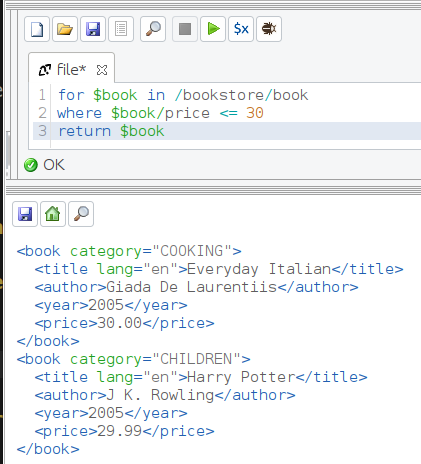 $x
file*
1 for $book in /bookstore/book
2 where $book/price <= 30
3 return $book
OK
<book category="COOKING">
  <title lang="en">Everyday Italian</title>
  <author>Giada De Laurentiis</author>
  <year>2005</year>
  <price>30.00</price>
</book>
<book category="CHILDREN">
  <title lang="en">Harry Potter</title>
  <author>J K. Rowling</author>
  <year>2005</year>
  <price>29.99</price>
</book>